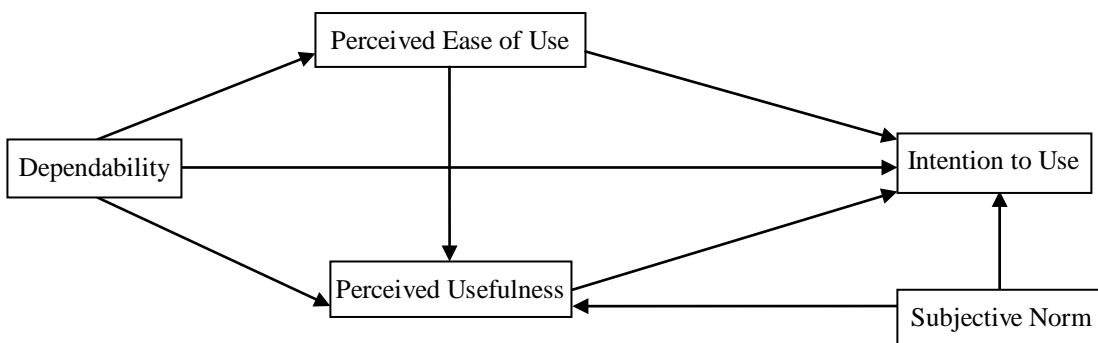 Perceived Ease of Use
Dependability
Intention to Use
Perceived Usefulness
Subjective Norm